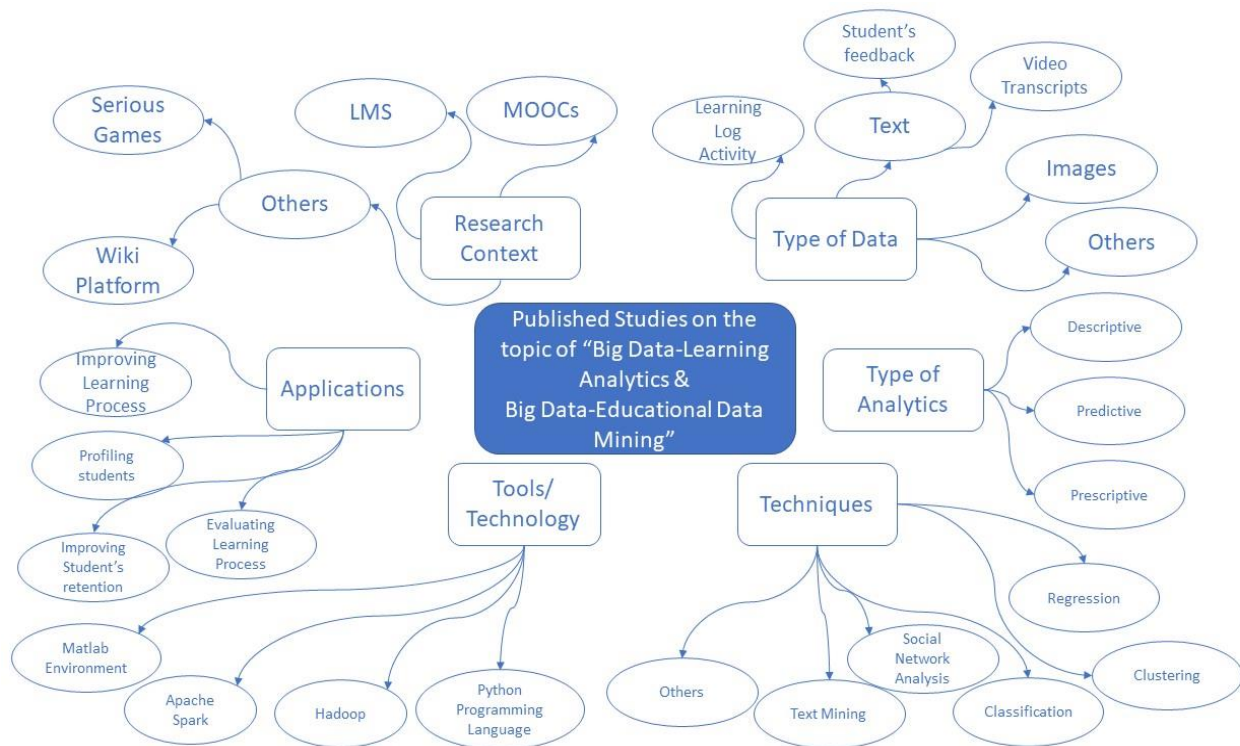 Student's
feedback
Video
Transcripts
Serious
Games
LMS
MOOCs
Learning
Log
Activity
Text
Images
Others
Research
Context
Type of Data
Others
Wiki
Platform
Published Studies on the
topic of “Big Data-Learning
Analytics &
Big Data-Educational Data
Mining”
Descriptive
Improving
Learning
Process
Applications
Type of
Analytics
Predictive
Profiling
students
Tools/
Technology
Techniques
Prescriptive
Improving
Student's
retention
Evaluating
Learning
Process
Regression
Matlab
Environment
Apache
Spark
Hadoop
Python
Programming
Language
Others
Text Mining
Social
Network
Analysis
Classification
Clustering